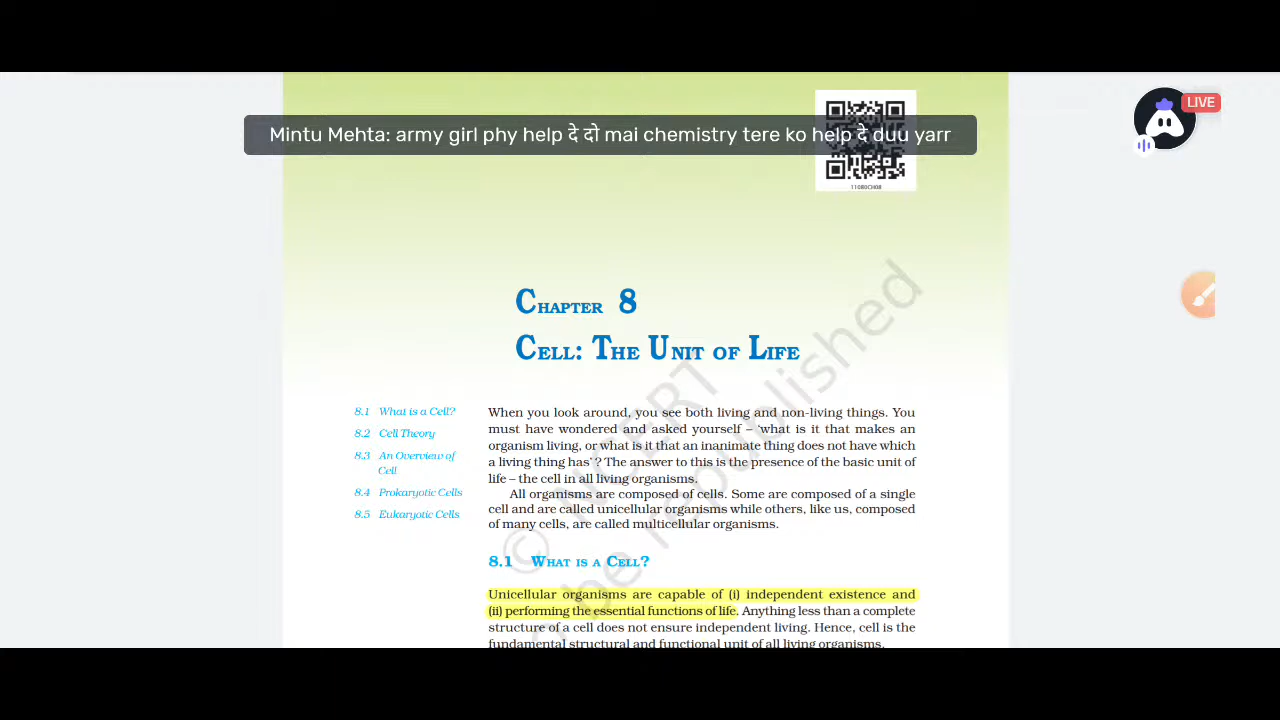 LIVE
Mintu Mehta: army girl phy help दे दो mai chemistry tere ko help दे duu yarr
11080CH08
CHAPTER 8
CELL: THE UNIT OF LIFE
8.1 What is a Cell?
8.2 Cell Theory
8.3 An Overview of
Cell
8.4 Prokaryotic Cells
8.5 Eukaryotic Cells
When you look around, you see both living and non-living things. You
must have wondered and asked yourself – 'what is it that makes an
organism living, or what is it that an inanimate thing does not have which
a living thing has' ? The answer to this is the presence of the basic unit of
life – the cell in all living organisms.
All organisms are composed of cells. Some are composed of a single
cell and are called unicellular organisms while others, like us, composed
of many cells, are called multicellular organisms.
8.1 WHAT IS A CELL?
Unicellular organisms are capable of (i) independent existence and
(ii) performing the essential functions of life. Anything less than a complete
structure of a cell does not ensure independent living. Hence, cell is the
fundamental structural and functional unit of all living organisms.
© NCERT
be republished